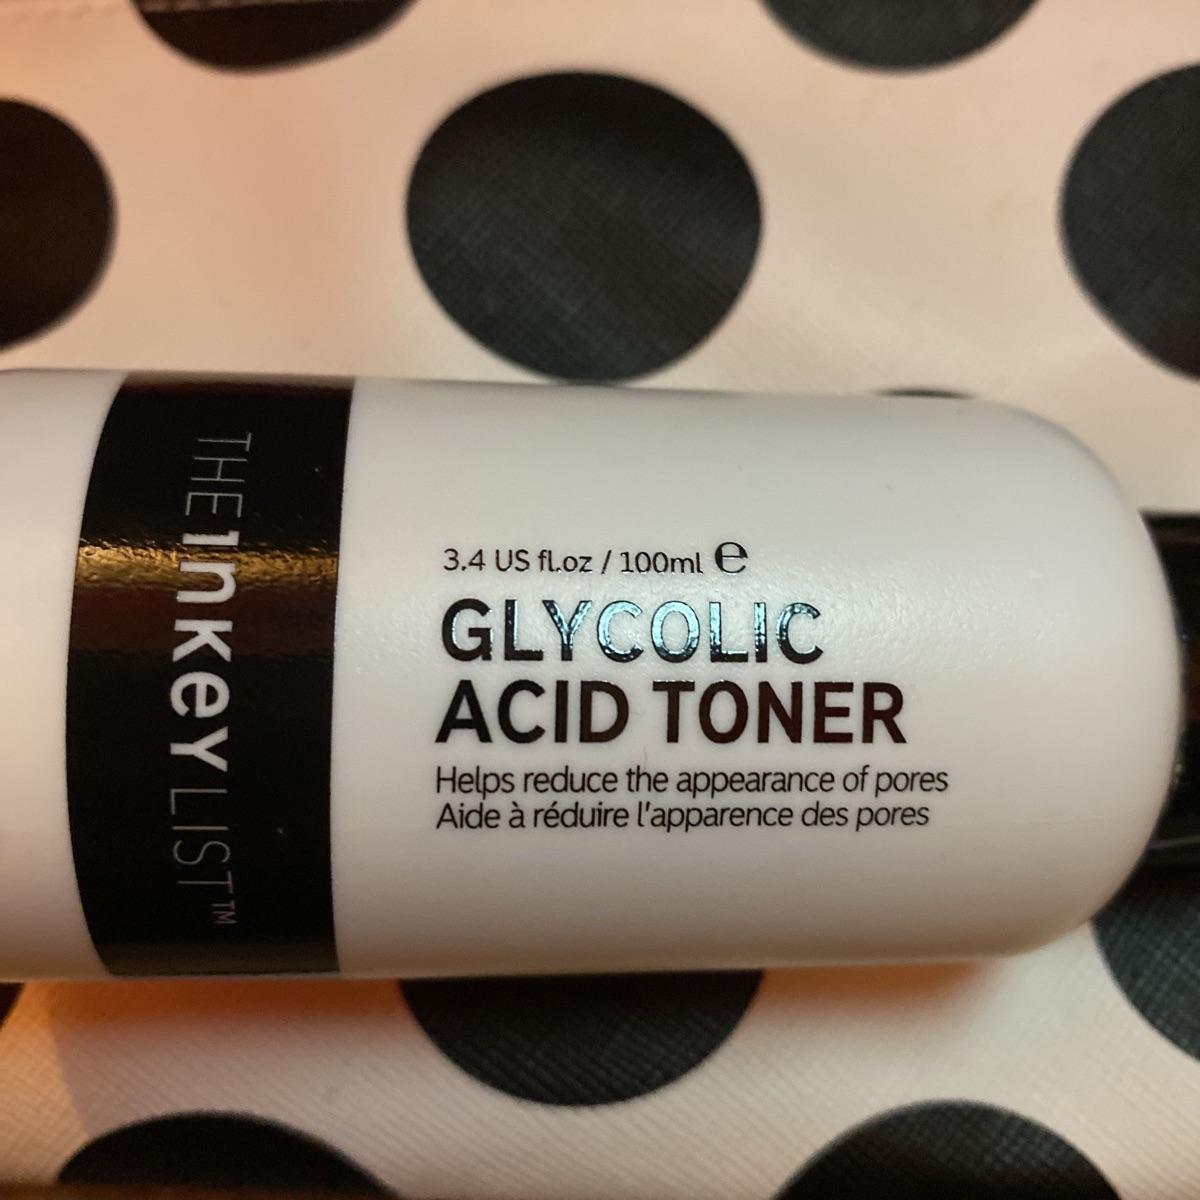 THE INKEY LIST™
3.4 US fl.oz / 100ml ℮
GLYCOLIC
ACID TONER
Helps reduce the appearance of pores
Aide à réduire l'apparence des pores